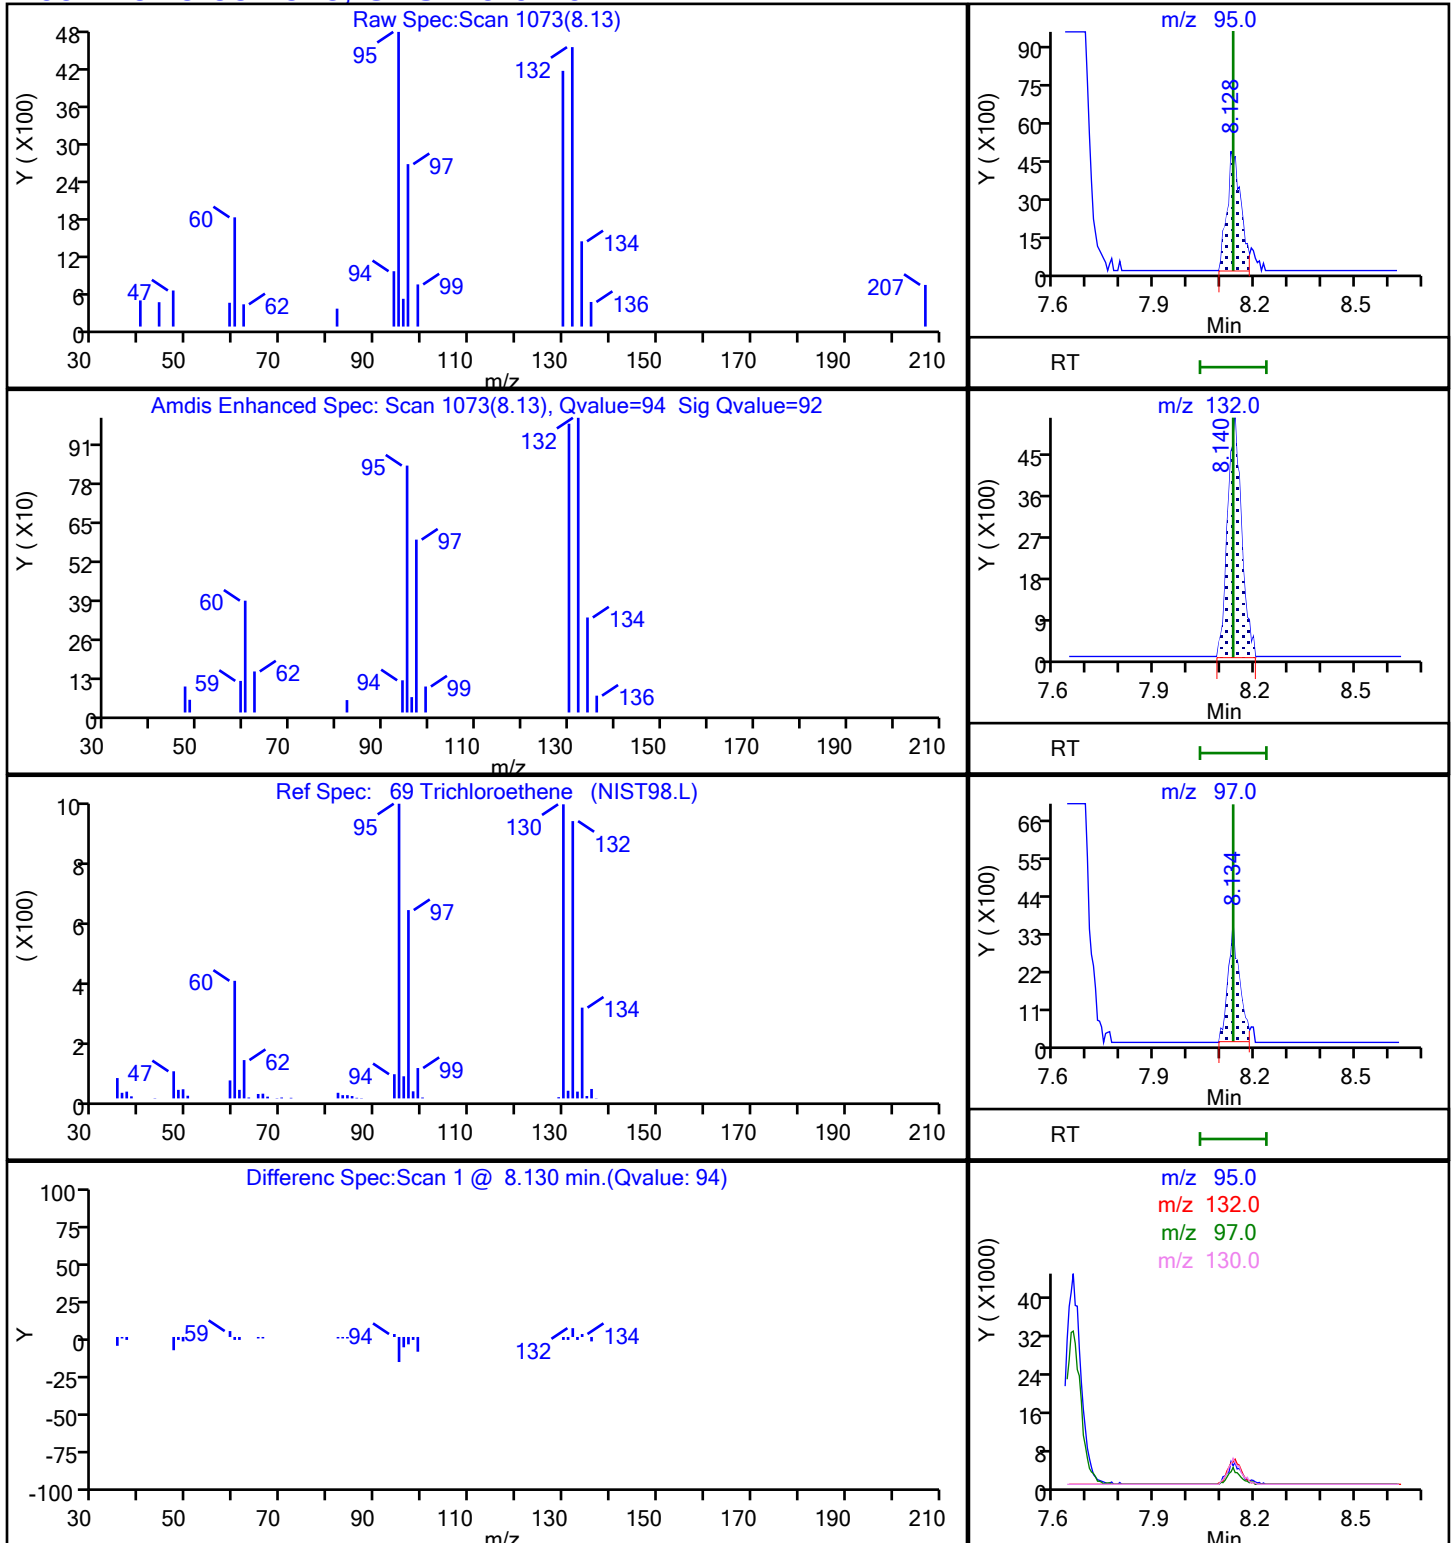 Raw Spec:Scan 1073(8.13)
Y ( X100)
48
42
36
30
24
18
12
6
0
95
132
97
60
134
94
99
47
62
136
207
30 50 70 90 110 130 150 170 190 210
m/z
m/z 95.0
Y ( X100)
90
75
60
45
30
15
0
8.128
7.6 7.9 8.2 8.5
Min
RT
Amdis Enhanced Spec: Scan 1073(8.13), Qvalue=94 Sig Qvalue=92
Y ( X10)
91
78
65
52
39
26
13
0
132
95
97
60
134
59
62
94
99
136
30 50 70 90 110 130 150 170 190 210
m/z
m/z 132.0
Y ( X100)
45
36
27
18
9
0
8.140
7.6 7.9 8.2 8.5
Min
RT
Ref Spec: 69 Trichloroethene (NIST98.L)
( X100)
10
8
6
4
2
0
95
130
132
97
60
134
47
62
94
99
30 50 70 90 110 130 150 170 190 210
m/z
m/z 97.0
Y ( X100)
66
55
44
33
22
11
0
8.134
7.6 7.9 8.2 8.5
Min
RT
Differenc Spec:Scan 1 @ 8.130 min.(Qvalue: 94)
Y
100
75
50
25
0
-25
-50
-75
-100
59
94
132
134
30 50 70 90 110 130 150 170 190 210
m/z
m/z 95.0
m/z 132.0
m/z 97.0
m/z 130.0
Y ( X1000)
40
32
24
16
8
0
7.6 7.9 8.2 8.5
Min